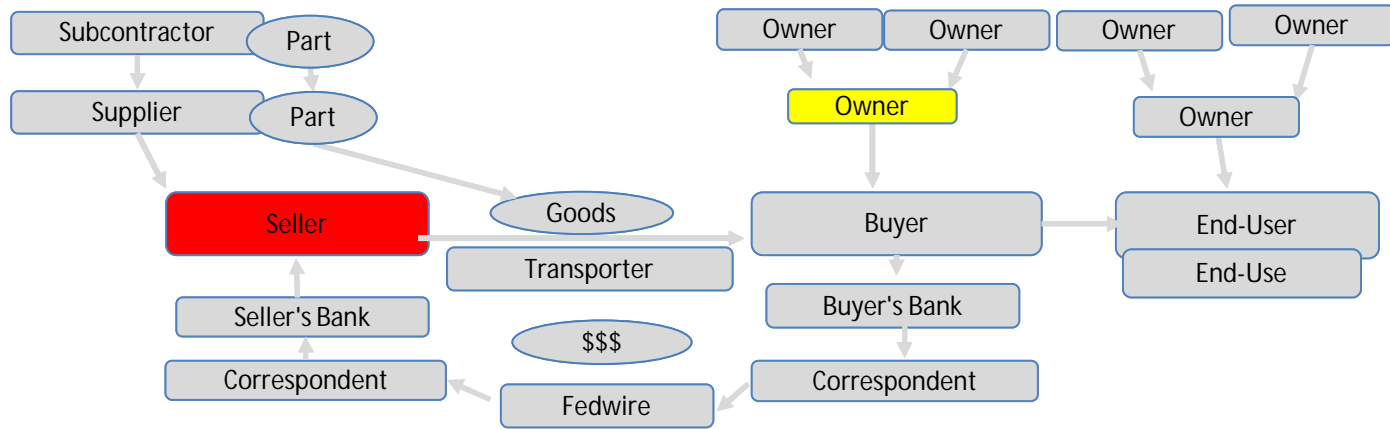 Subcontractor
Part
Owner
Owner
Owner
Owner
Supplier
Part
Owner
Owner
Seller
Goods
Buyer
End-User
Transporter
End-Use
Seller's Bank
$$$
Buyer's Bank
Correspondent
Fedwire
Correspondent